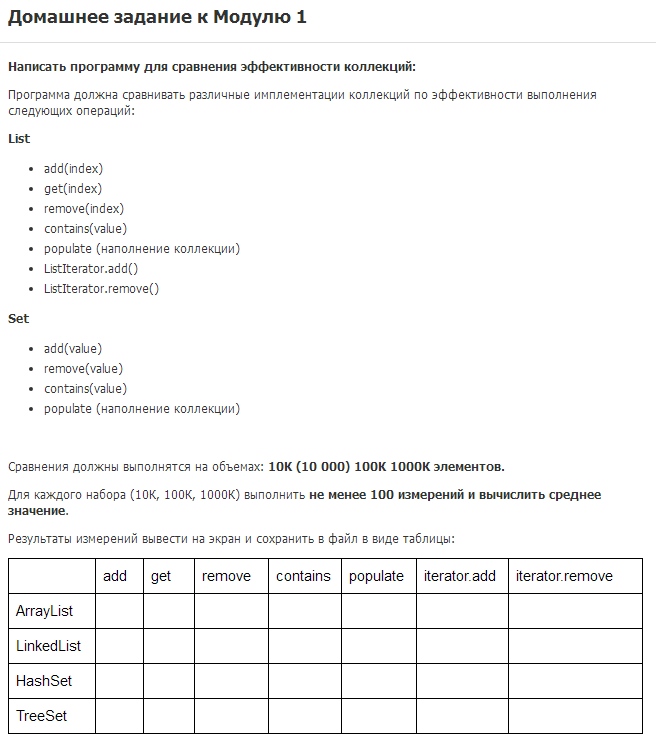 Домашнее задание к Модулю 1
Написать программу для сравнения эффективности коллекций:
Программа должна сравнивать различные имплементации коллекций по эффективности выполнения
следующих операций:
List
• add(index)
• get(index)
• remove(index)
• contains(value)
• populate (наполнение коллекции)
• ListIterator.add()
• ListIterator.remove()
Set
• add(value)
• remove(value)
• contains(value)
• populate (наполнение коллекции)
Сравнения должны выполнятся на объемах: 10K (10 000) 100K 1000K элементов.
Для каждого набора (10K, 100K, 1000K) выполнить не менее 100 измерений и вычислить среднее
значение.
Результаты измерений вывести на экран и сохранить в файл в виде таблицы:
add get remove contains populate iterator.add iterator.remove
ArrayList
LinkedList
HashSet
TreeSet